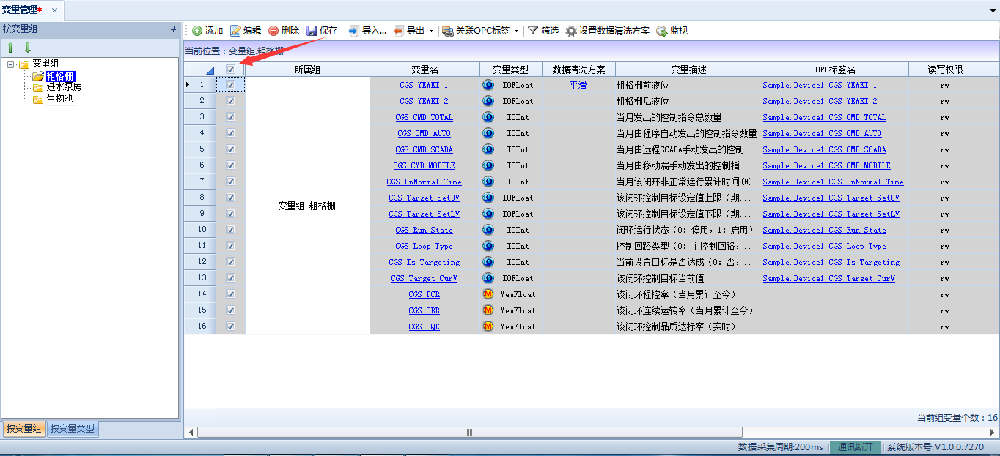 变量管理* ×
按变量组
变量组
粗格栅
进水泵房
生物池
按变量组 按变量类型
添加 编辑 删除 保存 导入... 导出 关联OPC标签 筛选 设置数据清洗方案 监视
当前位置：变量组.粗格栅
所属组 变量名 变量类型 数据清洗方案 变量描述 OPC标签名 读写权限
变量组.粗格栅
1 CGS_YEWEI_1 IOFloat 平滑 粗格栅前液位 Sample.Device1.CGS_YEWEI_1 rw
2 CGS_YEWEI_2 IOFloat 粗格栅后液位 Sample.Device1.CGS_YEWEI_2 rw
3 CGS_CMD_TOTAL IOInt 当月发出的控制指令总数量 Sample.Device1.CGS_CMD_TOTAL rw
4 CGS_CMD_AUTO IOInt 当月由程序自动发出的控制指令数量 Sample.Device1.CGS_CMD_AUTO rw
5 CGS_CMD_SCADA IOInt 当月由远程SCADA手动发出的控制... Sample.Device1.CGS_CMD_SCADA rw
6 CGS_CMD_MOBILE IOInt 当月由移动端手动发出的控制指... Sample.Device1.CGS_CMD_MOBILE rw
7 CGS_UnNormal_Time IOInt 当月该闭环非正常运行累计时间(H) Sample.Device1.CGS_UnNormal_Time rw
8 CGS_Target_SetUV IOFloat 该闭环控制目标设定值上限（期... Sample.Device1.CGS_Target_SetUV rw
9 CGS_Target_SetLV IOFloat 该闭环控制目标设定值下限（期... Sample.Device1.CGS_Target_SetLV rw
10 CGS_Run_State IOInt 闭环运行状态（0：停用，1：启用） Sample.Device1.CGS_Run_State rw
11 CGS_Loop_Type IOInt 控制回路类型（0：主控制回路，... Sample.Device1.CGS_Loop_Type rw
12 CGS_Is_Targeting IOInt 当前设置目标是否达成（0：否，... Sample.Device1.CGS_Is_Targeting rw
13 CGS_Target_CurV IOFloat 该闭环控制目标当前值 Sample.Device1.CGS_Target_CurV rw
14 CGS_PCR MemFloat 该闭环程控率（当月累计至今） rw
15 CGS_CRR MemFloat 该闭环连续运转率（当月累计至今） rw
16 CGS_CQE MemFloat 该闭环控制品质达标率（实时） rw
当前组变量个数：16
数据采集周期:200ms 通讯断开 系统版本号:V1.0.0.7270